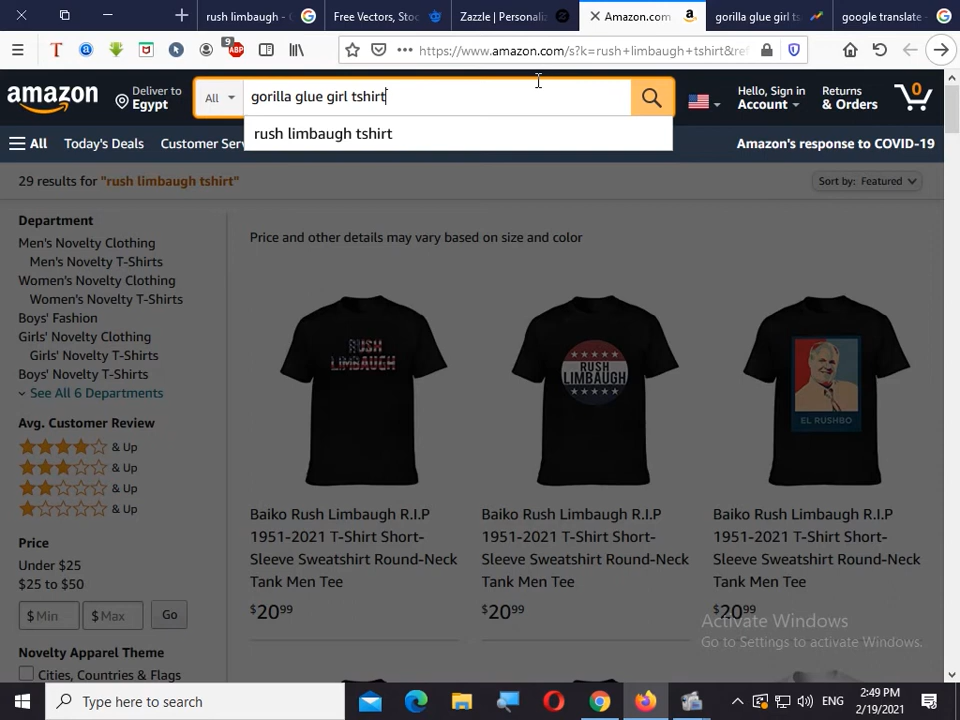 rush limbaugh - G
Free Vectors, Stoc
Zazzle | Personaliz
Amazon.com
gorilla glue girl ts
google translate -
https://www.amazon.com/s?k=rush+limbaugh+tshirt&ref
amazon
Deliver to
Egypt
All
gorilla glue girl tshirt
Hello, Sign in
Account
Returns
& Orders
0
rush limbaugh tshirt
All
Today's Deals
Customer Serv
Amazon's response to COVID-19
29 results for "rush limbaugh tshirt"
Sort by: Featured
Department
Men's Novelty Clothing
Men's Novelty T-Shirts
Women's Novelty Clothing
Women's Novelty T-Shirts
Boys' Fashion
Girls' Novelty Clothing
Girls' Novelty T-Shirts
Boys' Novelty T-Shirts
See All 6 Departments
Avg. Customer Review
& Up
& Up
& Up
& Up
Price
Under $25
$25 to $50
$ Min
$ Max
Go
Novelty Apparel Theme
Cities, Countries & Flags
Price and other details may vary based on size and color
RUSH
LIMBAUGH
RUSH
LIMBAUGH
EL RUSHBO
Baiko Rush Limbaugh R.I.P
1951-2021 T-Shirt Short-
Sleeve Sweatshirt Round-Neck
Tank Men Tee
$20.99
Baiko Rush Limbaugh R.I.P
1951-2021 T-Shirt Short-
Sleeve Sweatshirt Round-Neck
Tank Men Tee
$20.99
Baiko Rush Limbaugh R.I.P
1951-2021 T-Shirt Short-
Sleeve Sweatshirt Round-Neck
Tank Men Tee
$20.99
Activate Windows
Go to Settings to activate Windows.
Type here to search
ENG
2:49 PM
2/19/2021